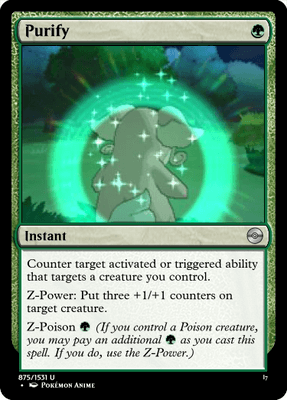 Purify
Instant
Counter target activated or triggered ability
that targets a creature you control.
Z-Power: Put three +1/+1 counters on
target creature.
Z-Poison (If you control a Poison creature,
you may pay an additional as you cast this
spell. If you do, use the Z-Power.)
875/1531 U
I7
• Pokémon Anime